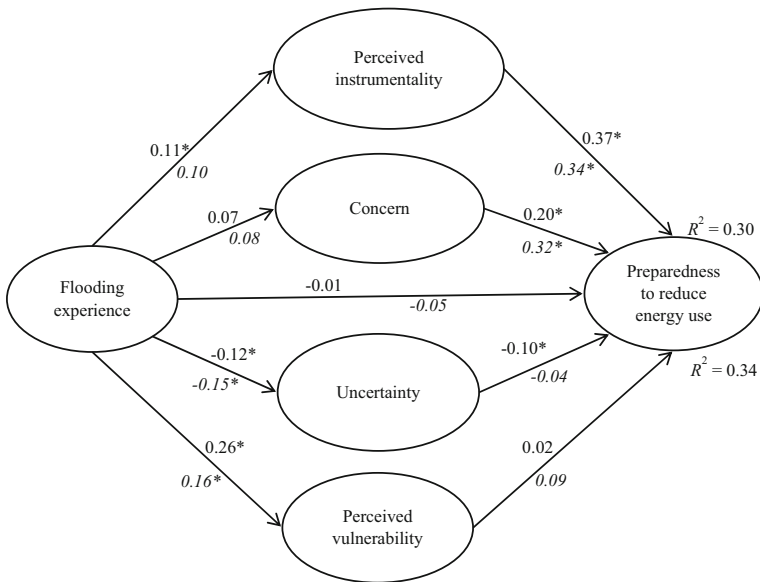 Perceived
instrumentality
0.11*
0.10
0.37*
0.34*
Concern
0.07
0.08
0.20*
0.32*
R² = 0.30
Flooding
experience
-0.01
-0.05
Preparedness
to reduce
energy use
-0.12*
-0.15*
Uncertainty
-0.10*
-0.04
R² = 0.34
0.26*
0.16*
0.02
0.09
Perceived
vulnerability